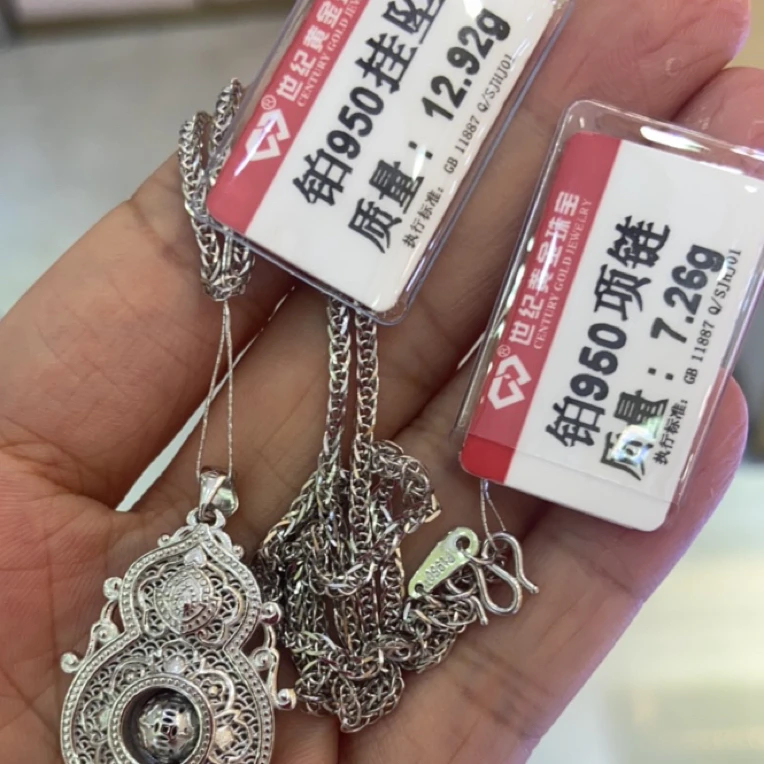 世纪黄金
CENTURY GOLD JEW
铂950挂坠
质量：12.92g
执行标准：GB 11887 Q/SJHJ01
世纪黄金珠宝
CENTURY GOLD JEWELRY
铂950项链
质量：7.26g
执行标准：GB 11887 Q/SJHJ01